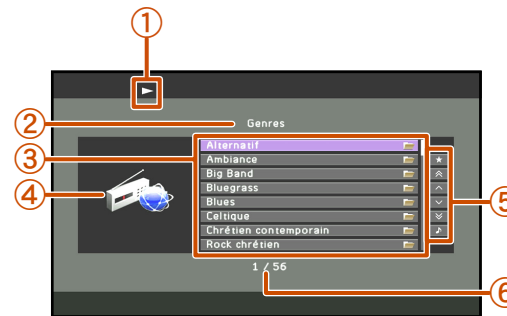 1
2
Genres
3
Alternatif
Ambiance
Big Band
4
Bluegrass
Blues
5
Celtique
Chrétien contemporain
Rock chrétien
1 / 56
6